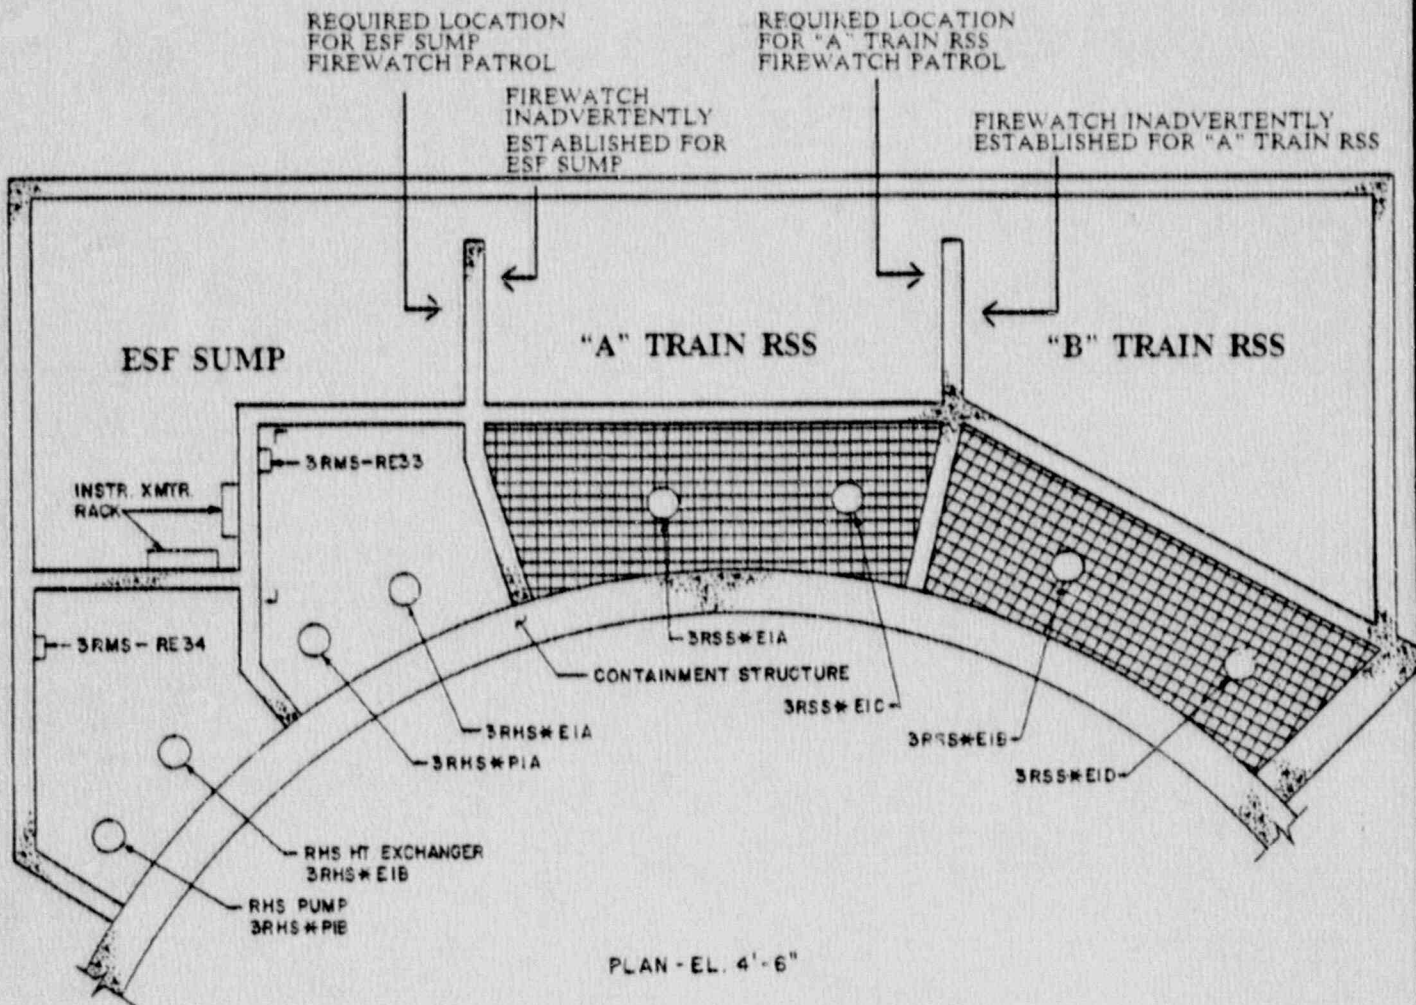 REQUIRED LOCATION
FOR ESF SUMP
FIREWATCH PATROL
FIREWATCH
INADVERTENTLY
ESTABLISHED FOR
ESF SUMP
REQUIRED LOCATION
FOR "A" TRAIN RSS
FIREWATCH PATROL
FIREWATCH INADVERTENTLY
ESTABLISHED FOR "A" TRAIN RSS
ESF SUMP
"A" TRAIN RSS
"B" TRAIN RSS
3RMS-RE33
INSTR. XMTR.
RACK
3RMS-RE34
3RSS*E1A
CONTAINMENT STRUCTURE
3RSS*E1C
3RHS*E1A
3RSS*E1B
3RHS*P1A
3RSS*E1D
RHS HT EXCHANGER
3RHS*E1B
RHS PUMP
3RHS*P1B
PLAN-EL. 4'-6"